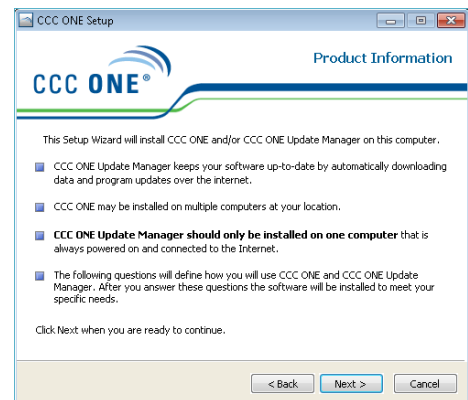 CCC ONE Setup
Product Information
CCC ONE®
This Setup Wizard will install CCC ONE and/or CCC ONE Update Manager on this computer.
CCC ONE Update Manager keeps your software up-to-date by automatically downloading
data and program updates over the internet.
CCC ONE may be installed on multiple computers at your location.
CCC ONE Update Manager should only be installed on one computer that is
always powered on and connected to the Internet.
The following questions will define how you will use CCC ONE and CCC ONE Update
Manager. After you answer these questions the software will be installed to meet your
specific needs.
Click Next when you are ready to continue.
< Back Next > Cancel